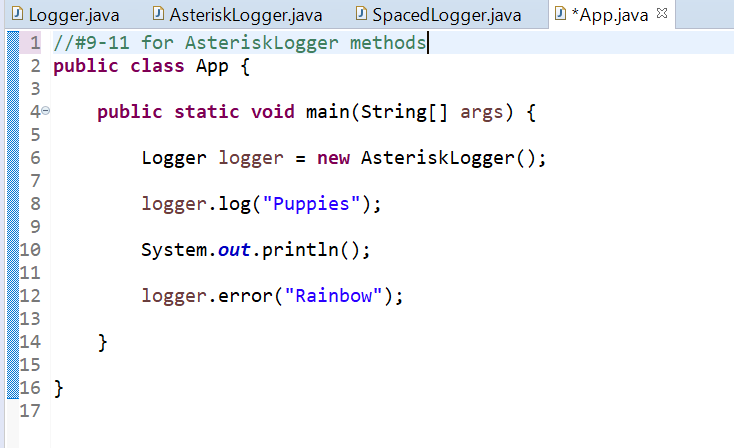 Logger.java AsteriskLogger.java SpacedLogger.java *App.java
1 //#9-11 for AsteriskLogger methods
2 public class App {
3
4 public static void main(String[] args) {
5
6 Logger logger = new AsteriskLogger();
7
8 logger.log("Puppies");
9
10 System.out.println();
11
12 logger.error("Rainbow");
13
14 }
15
16 }
17